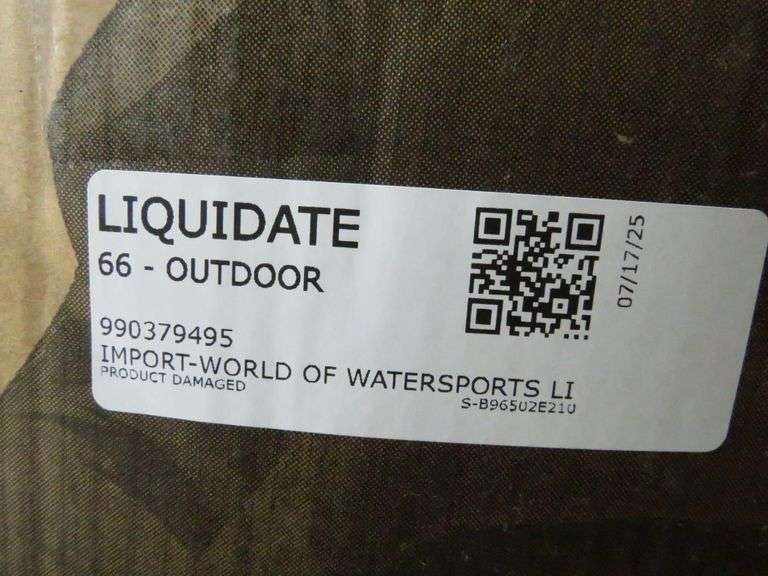 LIQUIDATE
66 - OUTDOOR
07/17/25
990379495
IMPORT-WORLD OF WATERSPORTS LI
PRODUCT DAMAGED
S-B96502E210